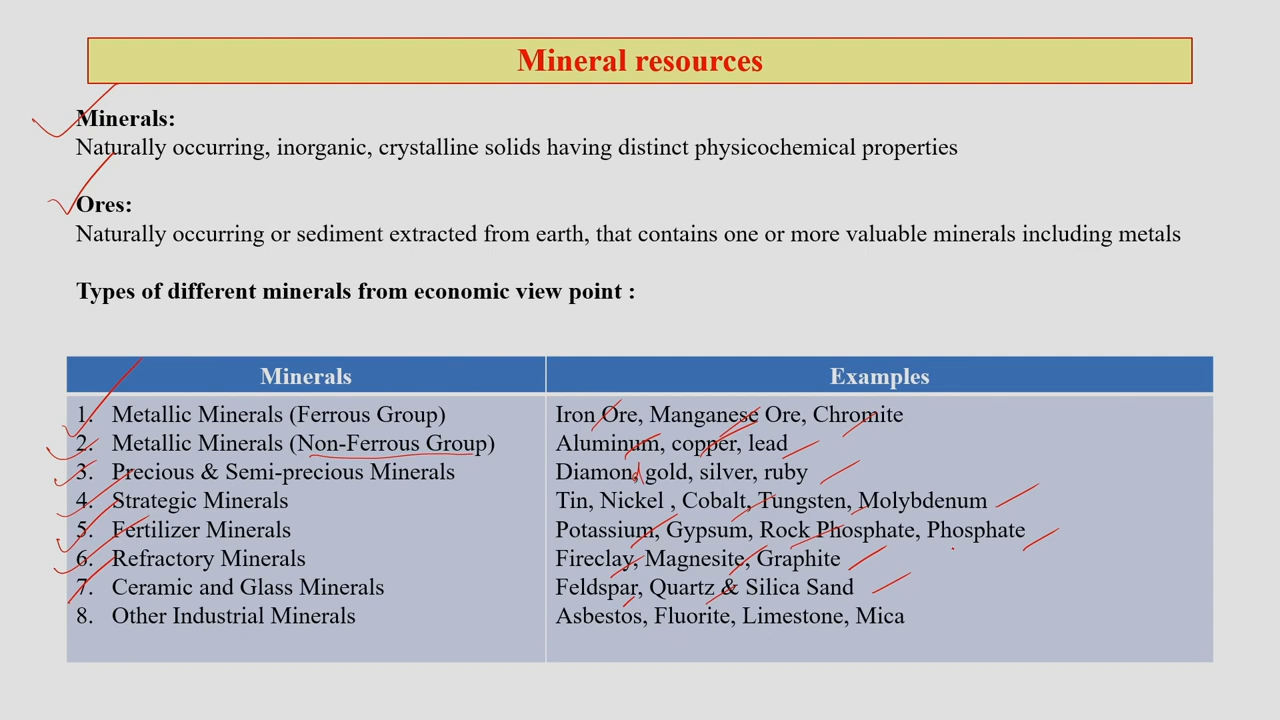 Mineral resources
Minerals:
Naturally occurring, inorganic, crystalline solids having distinct physicochemical properties
Ores:
Naturally occurring or sediment extracted from earth, that contains one or more valuable minerals including metals
Types of different minerals from economic view point :
Minerals Examples
1. Metallic Minerals (Ferrous Group) Iron Ore, Manganese Ore, Chromite
2. Metallic Minerals (Non-Ferrous Group) Aluminum, copper, lead
3. Precious & Semi-precious Minerals Diamon, gold, silver, ruby
4. Strategic Minerals Tin, Nickel , Cobalt, Tungsten, Molybdenum
5. Fertilizer Minerals Potassium, Gypsum, Rock Phosphate, Phosphate
6. Refractory Minerals Fireclay, Magnesite, Graphite
7. Ceramic and Glass Minerals Feldspar, Quartz & Silica Sand
8. Other Industrial Minerals Asbestos, Fluorite, Limestone, Mica